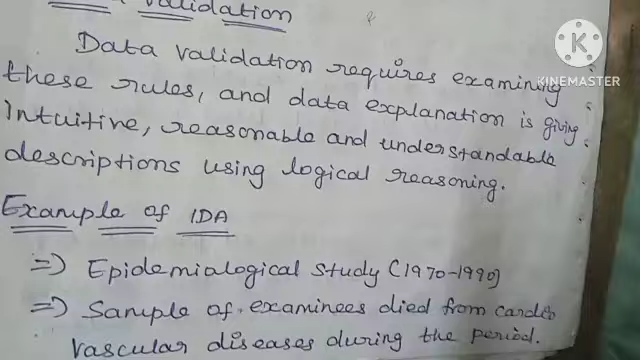 validation
Data validation requires examining
these rules, and data explanation is giving
intuitive, reasonable and understandable
descriptions using logical reasoning.
Example of IDA
=> Epidemialogical study (1970-1990)
=> Sample of examinees died from cardio
vascular diseases during the period.
KINEMASTER